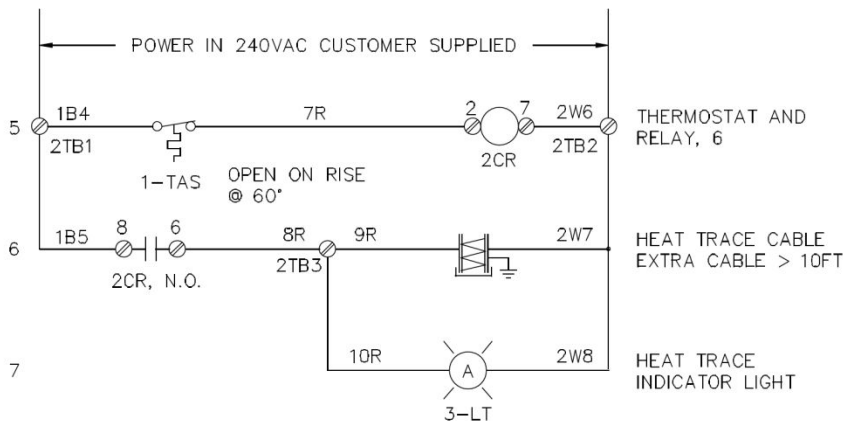 POWER IN 240VAC CUSTOMER SUPPLIED
5 1B4 7R 2 7 2W6 THERMOSTAT AND
2TB1 2CR 2TB2 RELAY, 6
1-TAS OPEN ON RISE
@ 60°
6 1B5 8 6 8R 9R 2W7 HEAT TRACE CABLE
2CR, N.O. 2TB3 EXTRA CABLE > 10FT
7 10R A 2W8 HEAT TRACE
INDICATOR LIGHT
3-LT